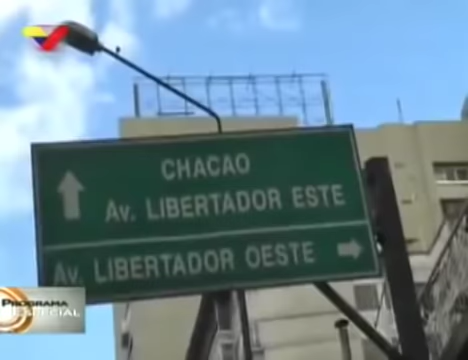 CHACAO
Av. LIBERTADOR ESTE
Av. LIBERTADOR OESTE
PROGRAMA
ESPECIAL